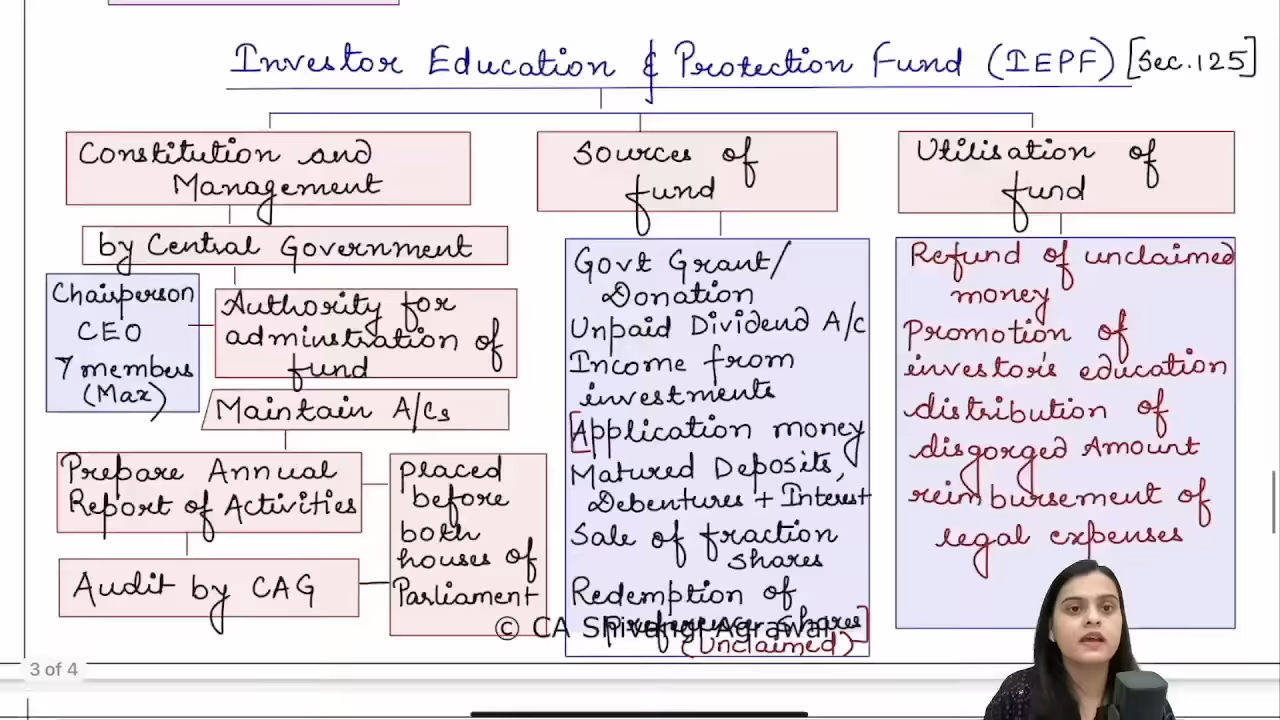 Investor Education & Protection Fund (IEPF) [Sec. 125]
Constitution and
Management
by Central Government
Chairperson
CEO
7 members
(Max)
Authority for
adminstration of
fund
Maintain A/Cs
Prepare Annual
Report of Activities
placed
before
both
houses of
Parliament
Audit by CAG
Sources of
fund
Govt Grant/
Donation
Unpaid Dividend A/C
Income from
investments
[Application money
Matured Deposits,
Debentures + Interest
Sale of fraction
shares
Redemption of
Preference shares]
(Unclaimed)
Utilisation of
fund
Refund of unclaimed
money
Promotion of
investor's education
distribution of
disgorged Amount
reimbursement of
legal expenses
© CA Shivangi Agrawal
3 of 4